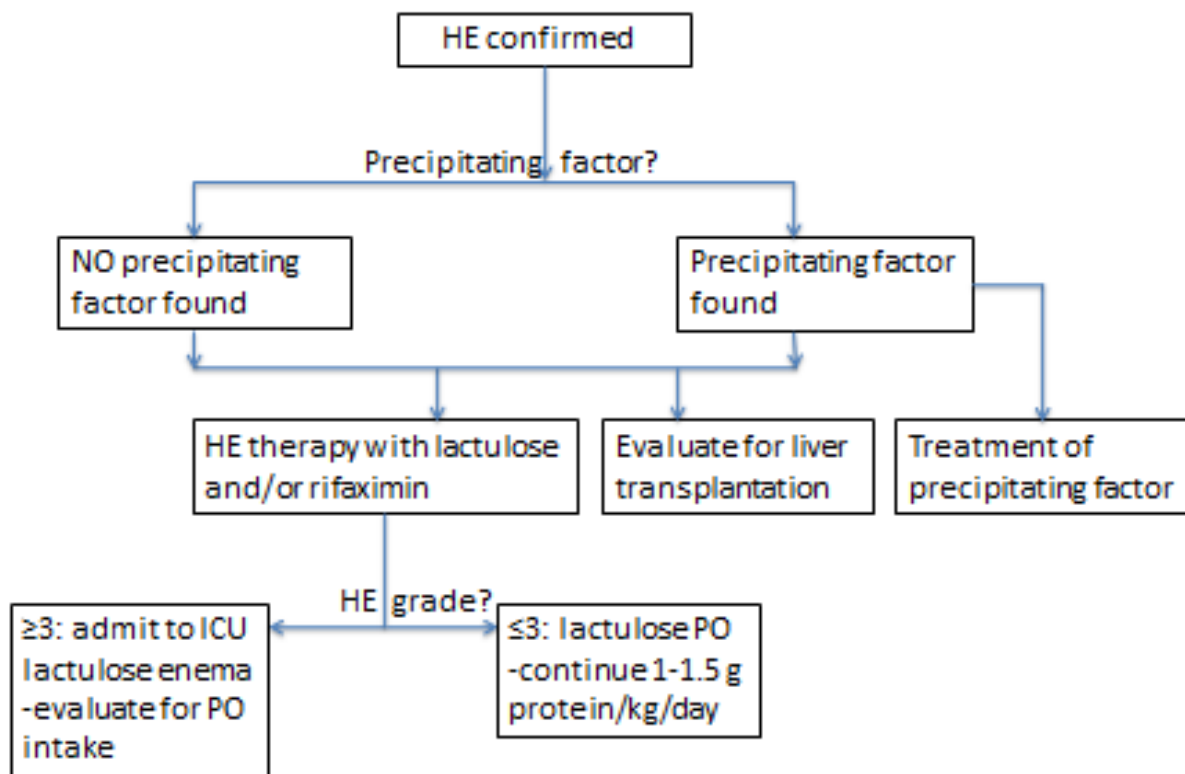 HE confirmed
Precipitating factor?
NO precipitating
factor found
Precipitating factor
found
HE therapy with lactulose
and/or rifaximin
Evaluate for liver
transplantation
Treatment of
precipitating factor
HE grade?
≥3: admit to ICU
lactulose enema
-evaluate for PO
intake
≤3: lactulose PO
-continue 1-1.5 g
protein/kg/day